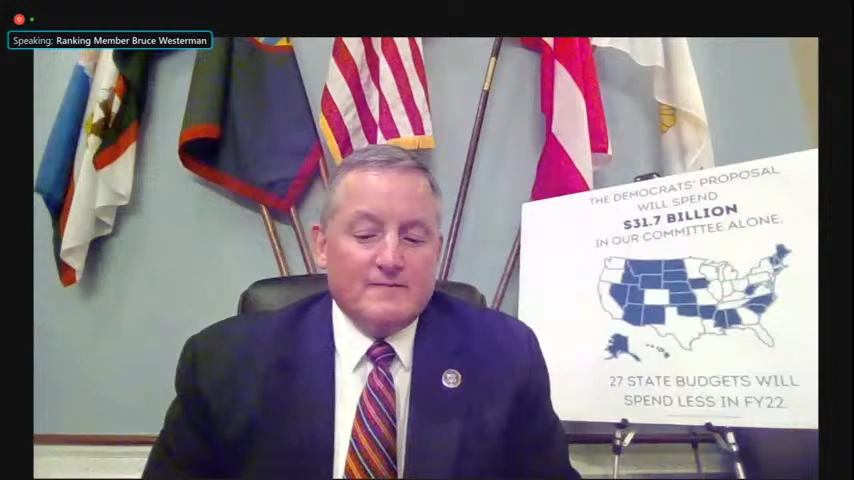 Speaking: Ranking Member Bruce Westerman
THE DEMOCRATS' PROPOSAL
WILL SPEND
$31.7 BILLION
IN OUR COMMITTEE ALONE.
27 STATE BUDGETS WILL
SPEND LESS IN FY22.